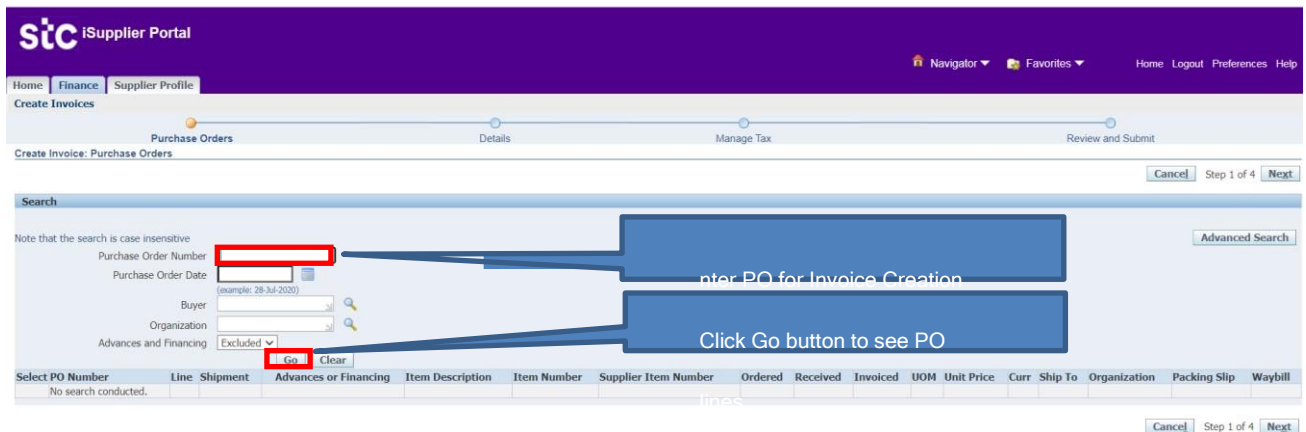 stc iSupplier Portal
Navigator Favorites Home Logout Preferences Help
Home Finance Supplier Profile
Create Invoices
Purchase Orders Details Manage Tax Review and Submit
Create Invoice: Purchase Orders
Cancel Step 1 of 4 Next
Search
Note that the search is case insensitive
Advanced Search
Purchase Order Number
Purchase Order Date
(example: 28-Jul-2020)
Buyer
Organization
Advances and Financing Excluded
Go Clear
nter PO for Invoice Creation
Click Go button to see PO
lines
Select PO Number Line Shipment Advances or Financing Item Description Item Number Supplier Item Number Ordered Received Invoiced UOM Unit Price Curr Ship To Organization Packing Slip Waybill
No search conducted.
Cancel Step 1 of 4 Next